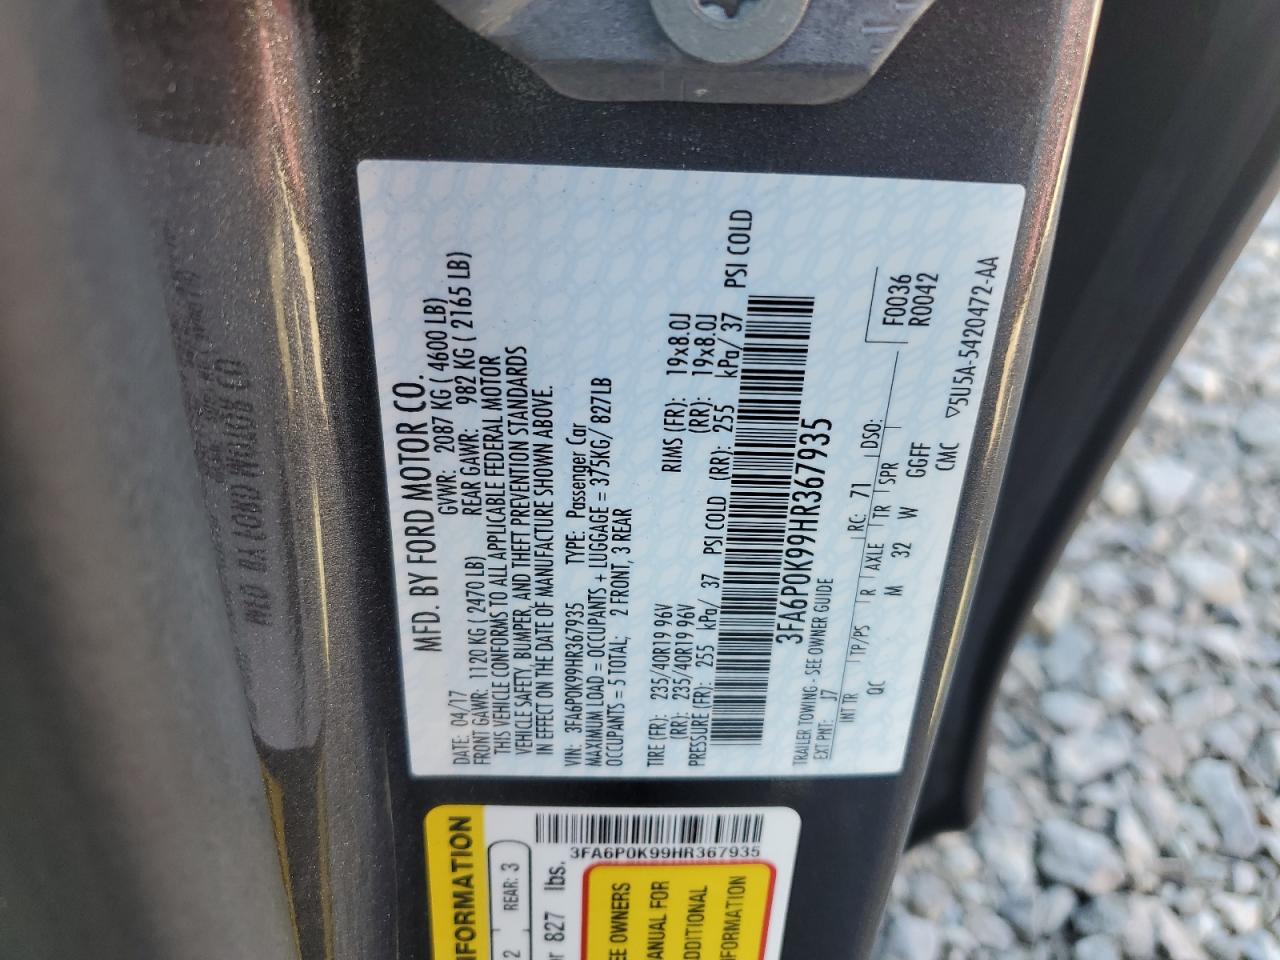 MFD. BY FORD MOTOR CO.
DATE: 04/17 GVWR: 2087 KG ( 4600 LB)
FRONT GAWR: 1120 KG ( 2470 LB) REAR GAWR: 982 KG ( 2165 LB)
THIS VEHICLE CONFORMS TO ALL APPLICABLE FEDERAL MOTOR
VEHICLE SAFETY, BUMPER, AND THEFT PREVENTION STANDARDS
IN EFFECT ON THE DATE OF MANUFACTURE SHOWN ABOVE.
VIN: 3FA6P0K99HR367935 TYPE: Passenger Car
MAXIMUM LOAD = OCCUPANTS + LUGGAGE = 375KG/ 827LB
OCCUPANTS = 5 TOTAL; 2 FRONT, 3 REAR
TIRE (FR): 235/40R19 96V RIMS (FR): 19x8.0J
(RR): 235/40R19 96V (RR): 19x8.0J
PRESSURE (FR): 255 kPa/ 37 PSI COLD (RR): 255 kPa/ 37 PSI COLD
3FA6P0K99HR367935
TRAILER TOWING - SEE OWNER GUIDE
EXT PNT: J7 RC: 71 DSO: F0036
R0042
INT TR TP/PS R AXLE TR SPR
QC M 32 W GGFF
CMC
▽5U5A-5420472-AA
FORMATION
2 REAR: 3
827 lbs.
3FA6P0K99HR367935
OWNERS
FOR